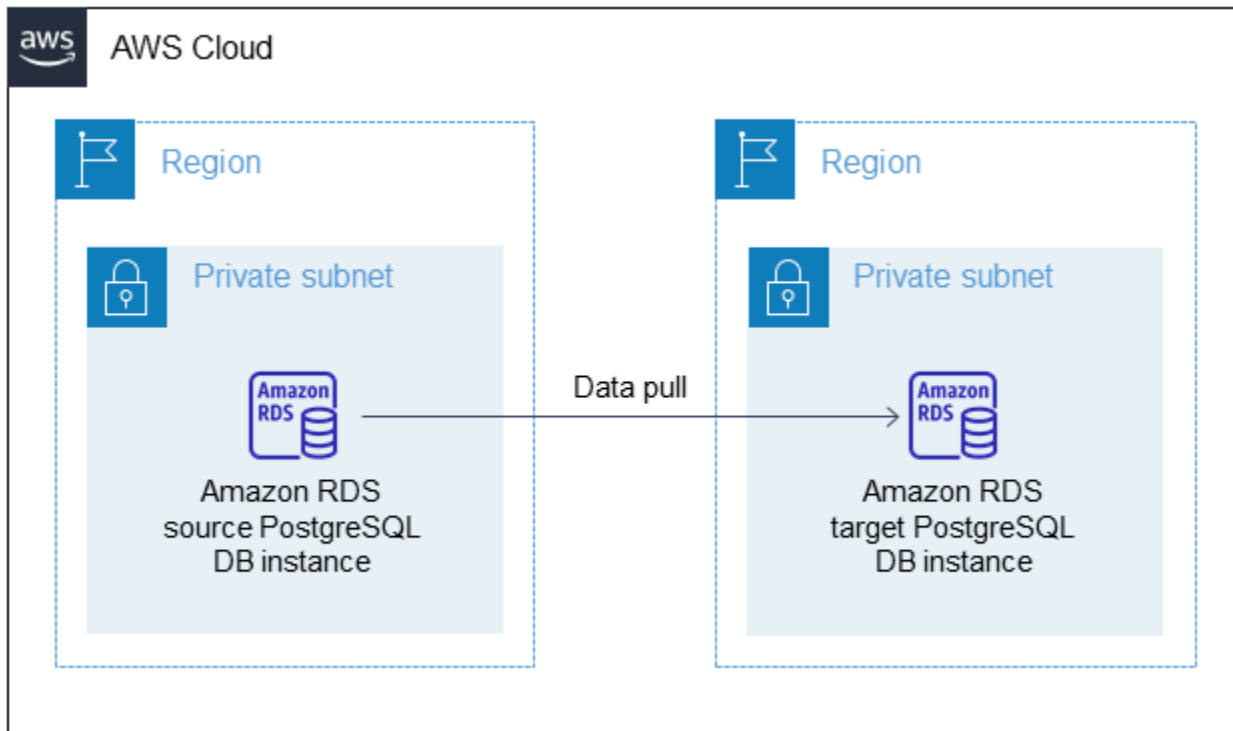 aws
AWS Cloud
Region
Region
Private subnet
Private subnet
Data pull
Amazon
RDS
Amazon
RDS
Amazon RDS
source PostgreSQL
DB instance
Amazon RDS
target PostgreSQL
DB instance